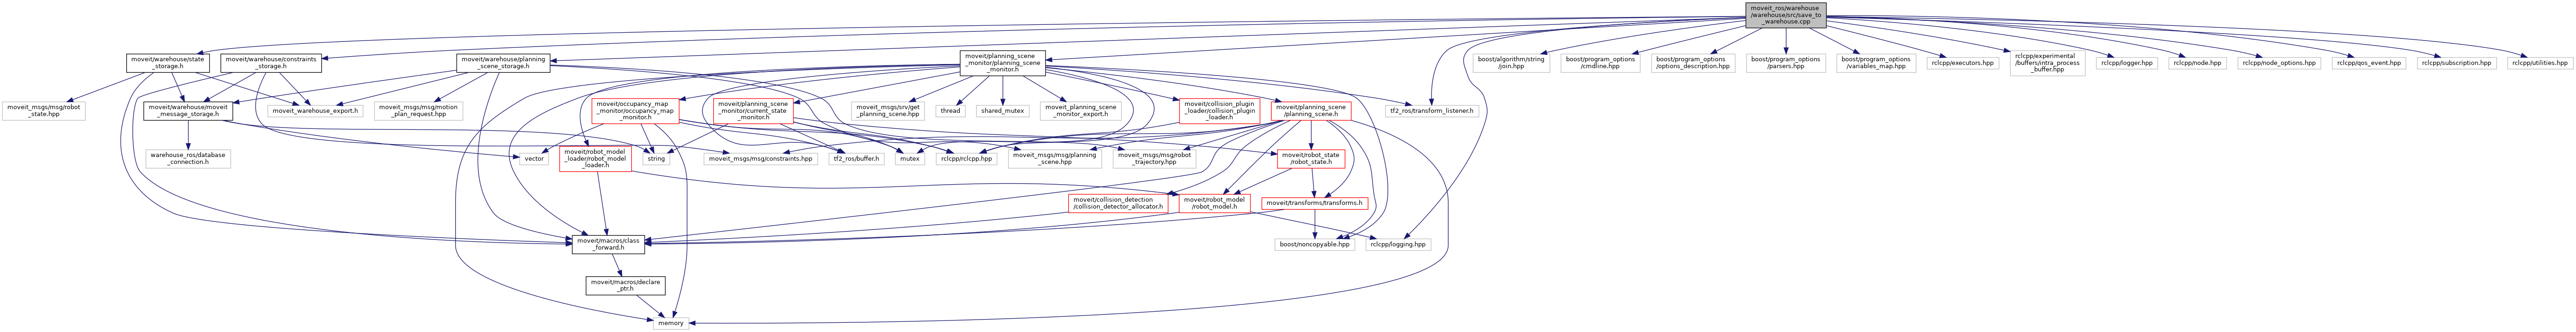 moveit_ros/warehouse
/warehouse/src/save_to
_warehouse.cpp
moveit/warehouse/state
_storage.h
moveit/warehouse/constraints
_storage.h
moveit/warehouse/planning
_scene_storage.h
moveit/planning_scene
_monitor/planning_scene
_monitor.h
boost/algorithm/string
/join.hpp
boost/program_options
/cmdline.hpp
boost/program_options
/options_description.hpp
boost/program_options
/parsers.hpp
boost/program_options
/variables_map.hpp
rclcpp/executors.hpp
rclcpp/experimental
/buffers/intra_process
_buffer.hpp
rclcpp/logger.hpp
rclcpp/node.hpp
rclcpp/node_options.hpp
rclcpp/qos_event.hpp
rclcpp/subscription.hpp
rclcpp/utilities.hpp
moveit_msgs/msg/robot
_state.hpp
moveit/warehouse/moveit
_message_storage.h
moveit_warehouse_export.h
moveit_msgs/msg/motion
_plan_request.hpp
moveit/occupancy_map
_monitor/occupancy_map
_monitor.h
moveit/planning_scene
_monitor/current_state
_monitor.h
moveit_msgs/srv/get
_planning_scene.hpp
thread
shared_mutex
moveit_planning_scene
_monitor_export.h
moveit/collision_plugin
_loader/collision_plugin
_loader.h
moveit/planning_scene
/planning_scene.h
tf2_ros/transform_listener.h
warehouse_ros/database
_connection.h
vector
moveit/robot_model
_loader/robot_model
_loader.h
string
moveit_msgs/msg/constraints.hpp
tf2_ros/buffer.h
mutex
rclcpp/rclcpp.hpp
moveit_msgs/msg/planning
_scene.hpp
moveit_msgs/msg/robot
_trajectory.hpp
moveit/robot_state
/robot_state.h
moveit/collision_detection
/collision_detector_allocator.h
moveit/robot_model
/robot_model.h
moveit/transforms/transforms.h
moveit/macros/class
_forward.h
boost/noncopyable.hpp
rclcpp/logging.hpp
moveit/macros/declare
_ptr.h
memory